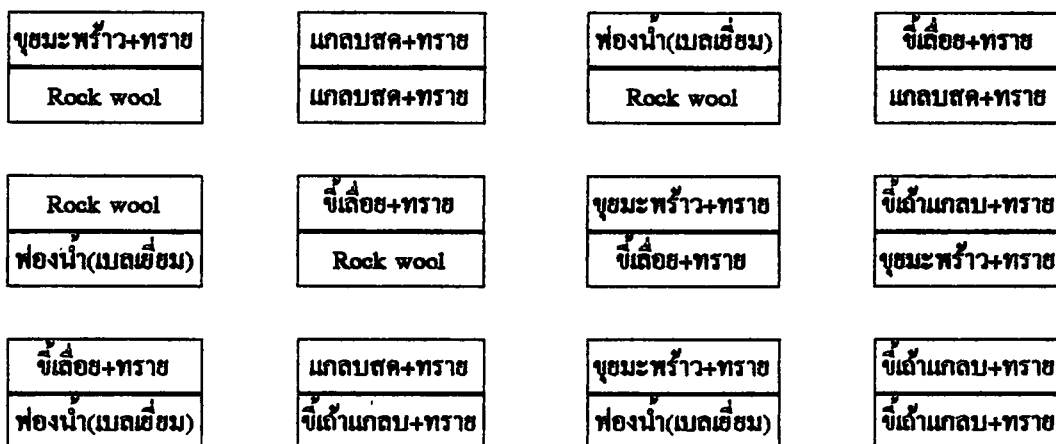 ขุยมะพร้าว+ทราย แกลบสด+ทราย ฟองน้ำ(เบลเยี่ยม) ขี้เลื่อย+ทราย
Rock wool แกลบสด+ทราย Rock wool แกลบสด+ทราย
Rock wool ขี้เลื่อย+ทราย ขุยมะพร้าว+ทราย ขี้เถ้าแกลบ+ทราย
ฟองน้ำ(เบลเยี่ยม) Rock wool ขี้เลื่อย+ทราย ขุยมะพร้าว+ทราย
ขี้เลื่อย+ทราย แกลบสด+ทราย ขุยมะพร้าว+ทราย ขี้เถ้าแกลบ+ทราย
ฟองน้ำ(เบลเยี่ยม) ขี้เถ้าแกลบ+ทราย ฟองน้ำ(เบลเยี่ยม) ขี้เถ้าแกลบ+ทราย